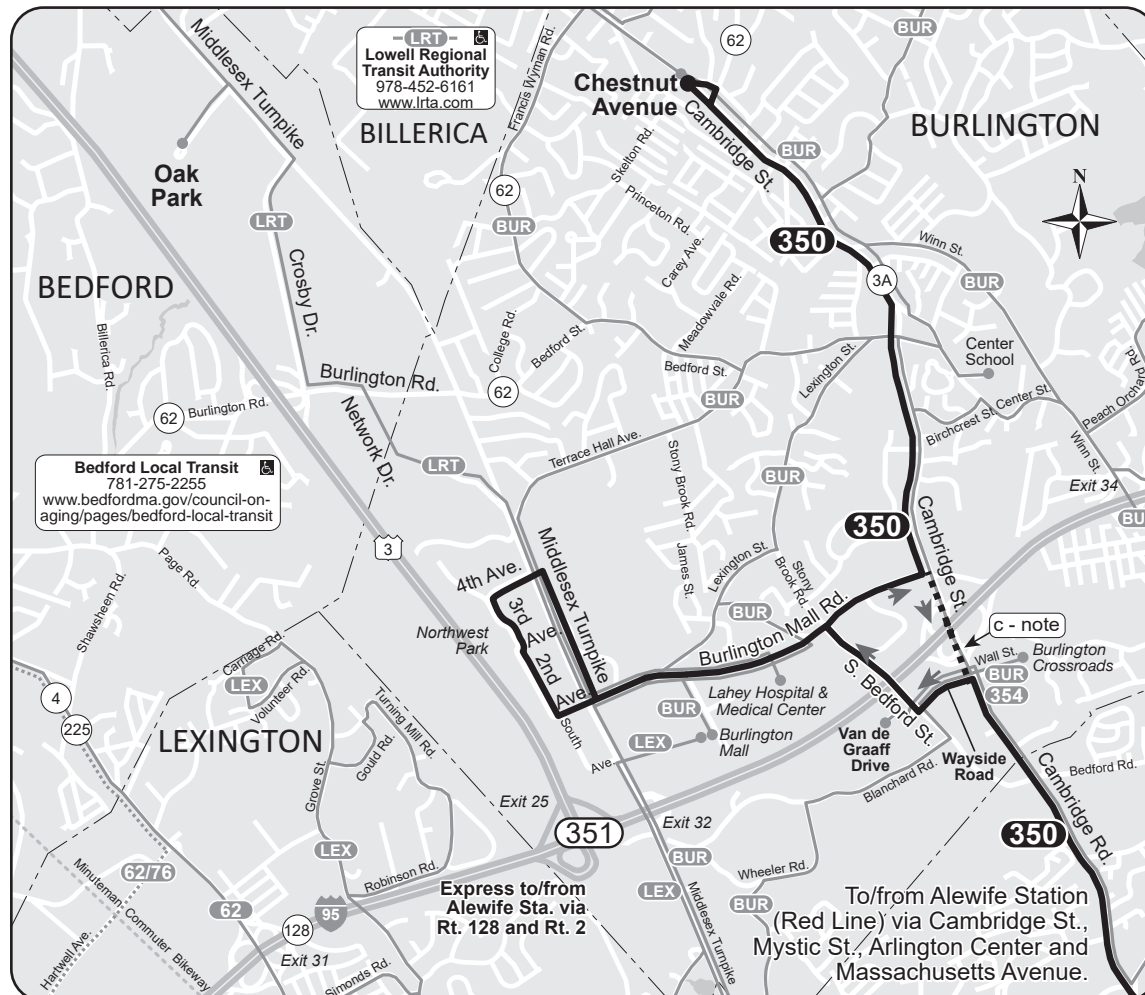 LRT
Lowell Regional
Transit Authority
978-452-6161
www.lrta.com
BILLERICA
62
BUR
Chestnut
Avenue
BURLINGTON
Middlesex Turnpike
Francis Wyman Rd.
Oak
Park
LRT
62
BUR
Skelton Rd.
Cambridge St.
BUR
Princeton Rd.
350
Carey Ave.
N
Winn St.
BUR
3A
BEDFORD
Billerica Rd.
Crosby Dr.
Meadowvale Rd.
College Rd.
Bedford St.
Bedford St.
Lexington St.
Center
School
Burlington Rd.
62
BUR
62
Burlington Rd.
Birchcrest St.
Center St.
Peach Orchard Rd.
Winn St.
Network Dr.
LRT
Terrace Hall Ave.
BUR
Exit 34
BU
Bedford Local Transit
781-275-2255
www.bedfordma.gov/council-on-
aging/pages/bedford-local-transit
Stony Brook Rd.
350
Cambridge St.
3
Page Rd.
Shawsheen Rd.
4th Ave.
Middlesex Turnpike
James St.
Lexington St.
Stony
Brook Rd.
BUR
Burlington Mall Rd.
c - note
Northwest
Park
3rd
Ave.
2nd
Ave.
Wall St.
Burlington
Crossroads
BUR
354
Carriage Rd.
LEX
Volunteer Rd.
4
225
LEXINGTON
Turning Mill Rd.
Gould Rd.
Grove St.
South
Ave.
BUR
LEX
Burlington
Mall
Lahey Hospital &
Medical Center
S. Bedford St.
Van de
Graaff
Drive
Wayside
Road
Blanchard Rd.
Bedford Rd.
Cambridge Rd.
Exit 25
351
Exit 32
350
LEX
Robinson Rd.
BUR
LEX
Wheeler Rd.
BUR
Middlesex Turnpike
62/76
62
Minuteman Commuter Bikeway
Hartwell Ave.
128
95
Exit 31
Simonds Rd.
Express to/from
Alewife Sta. via
Rt. 128 and Rt. 2
To/from Alewife Station
(Red Line) via Cambridge St.,
Mystic St., Arlington Center and
Massachusetts Avenue.